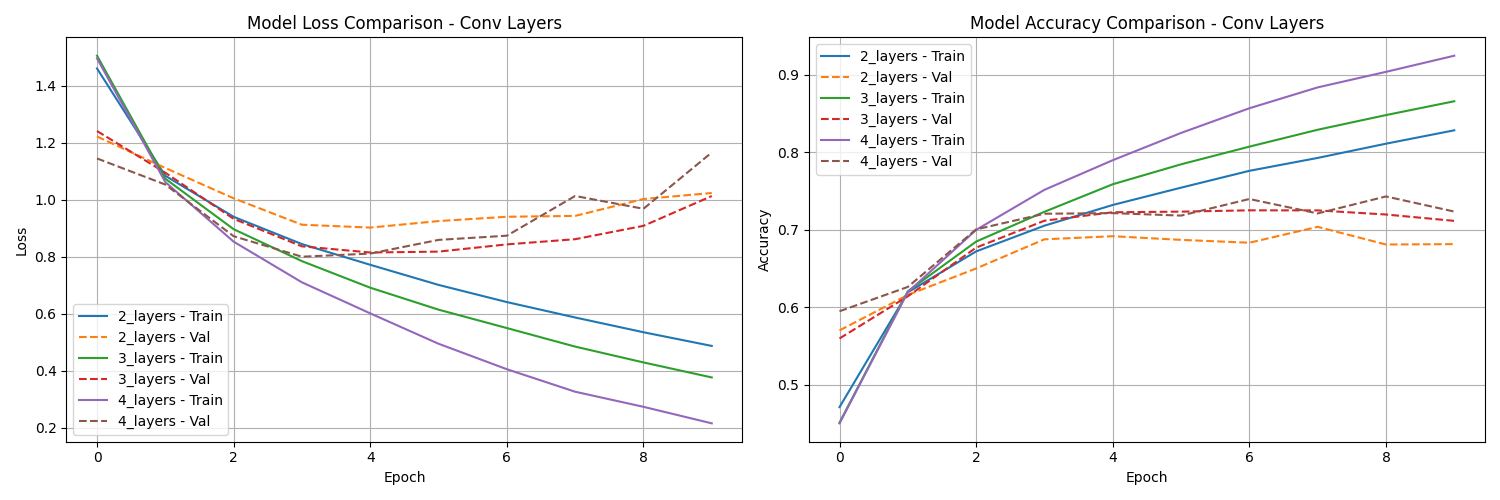 Model Loss Comparison - Conv Layers
1.4
1.2
1.0
0.8
0.6
0.4
0.2
Loss
2_layers - Train
2_layers - Val
3_layers - Train
3_layers - Val
4_layers - Train
4_layers - Val
0 2 4 6 8
Epoch
Model Accuracy Comparison - Conv Layers
2_layers - Train
2_layers - Val
3_layers - Train
3_layers - Val
4_layers - Train
4_layers - Val
0.9
0.8
0.7
0.6
0.5
Accuracy
0 2 4 6 8
Epoch